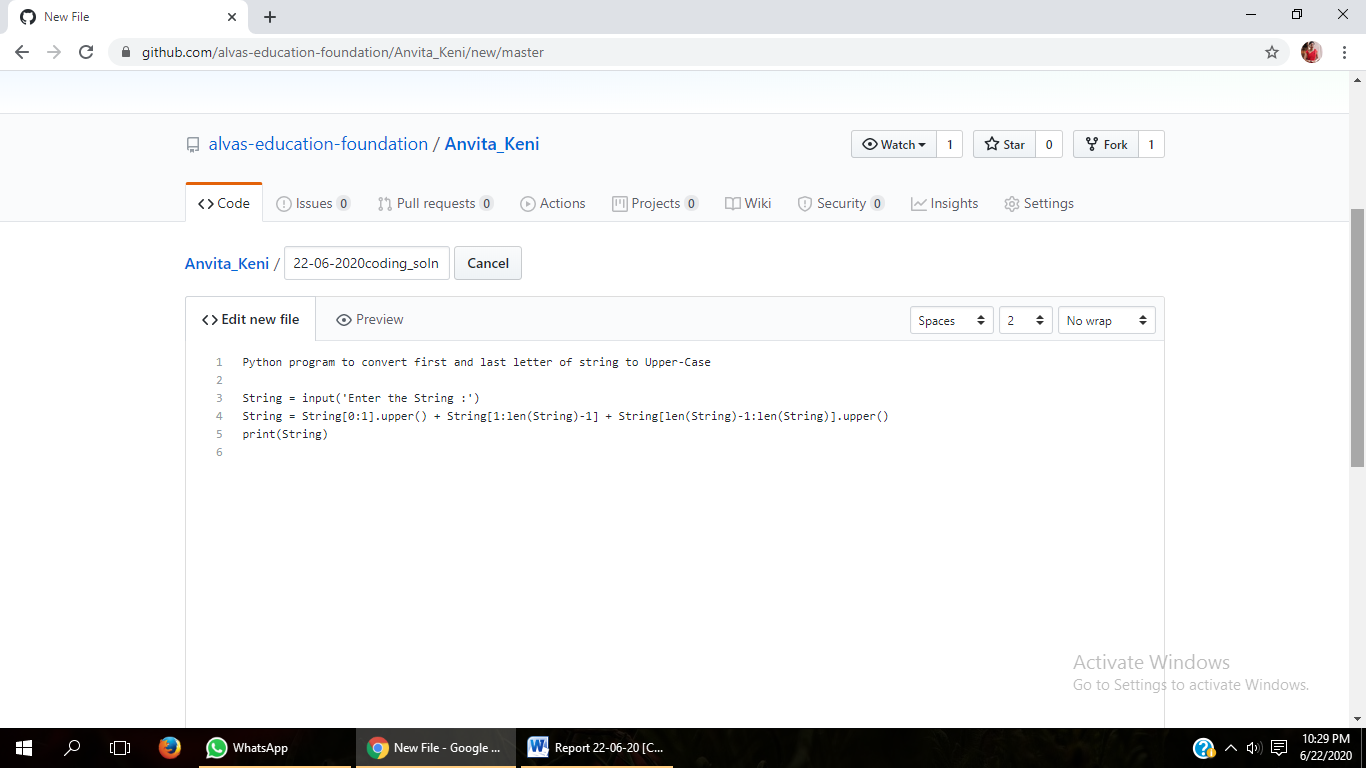 New File
github.com/alvas-education-foundation/Anvita_Keni/new/master
alvas-education-foundation / Anvita_Keni
Watch 1 Star 0 Fork 1
Code Issues 0 Pull requests 0 Actions Projects 0 Wiki Security 0 Insights Settings
Anvita_Keni / 22-06-2020coding_soln Cancel
Edit new file Preview Spaces 2 No wrap
1 Python program to convert first and last letter of string to Upper-Case
2
3 String = input('Enter the String :')
4 String = String[0:1].upper() + String[1:len(String)-1] + String[len(String)-1:len(String)].upper()
5 print(String)
6
Activate Windows
Go to Settings to activate Windows.
WhatsApp New File - Google ... Report 22-06-20 [C... 10:29 PM
6/22/2020